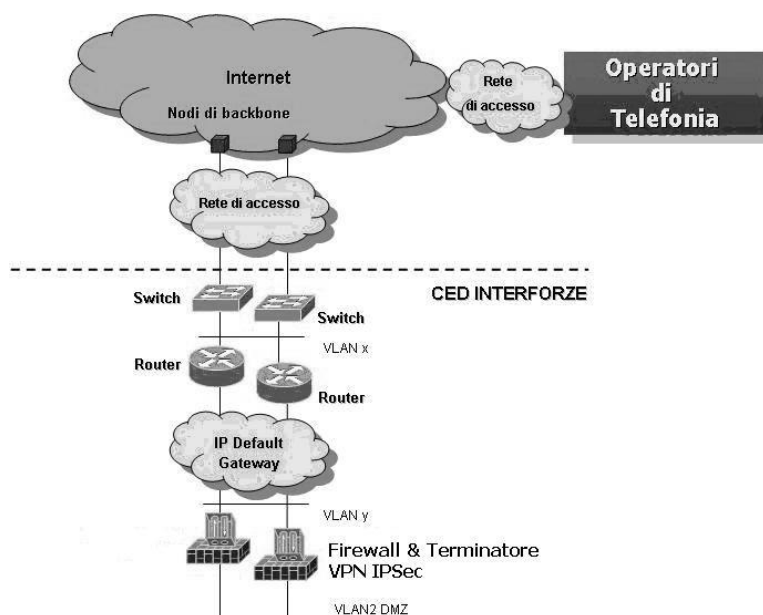 Internet
Nodi di backbone
Rete
di accesso
Operatori
di
Telefonia
Rete di accesso
CED INTERFORZE
Switch
Switch
VLAN x
Router
Router
IP Default
Gateway
VLAN y
Firewall & Terminatore
VPN IPSec
VLAN2 DMZ